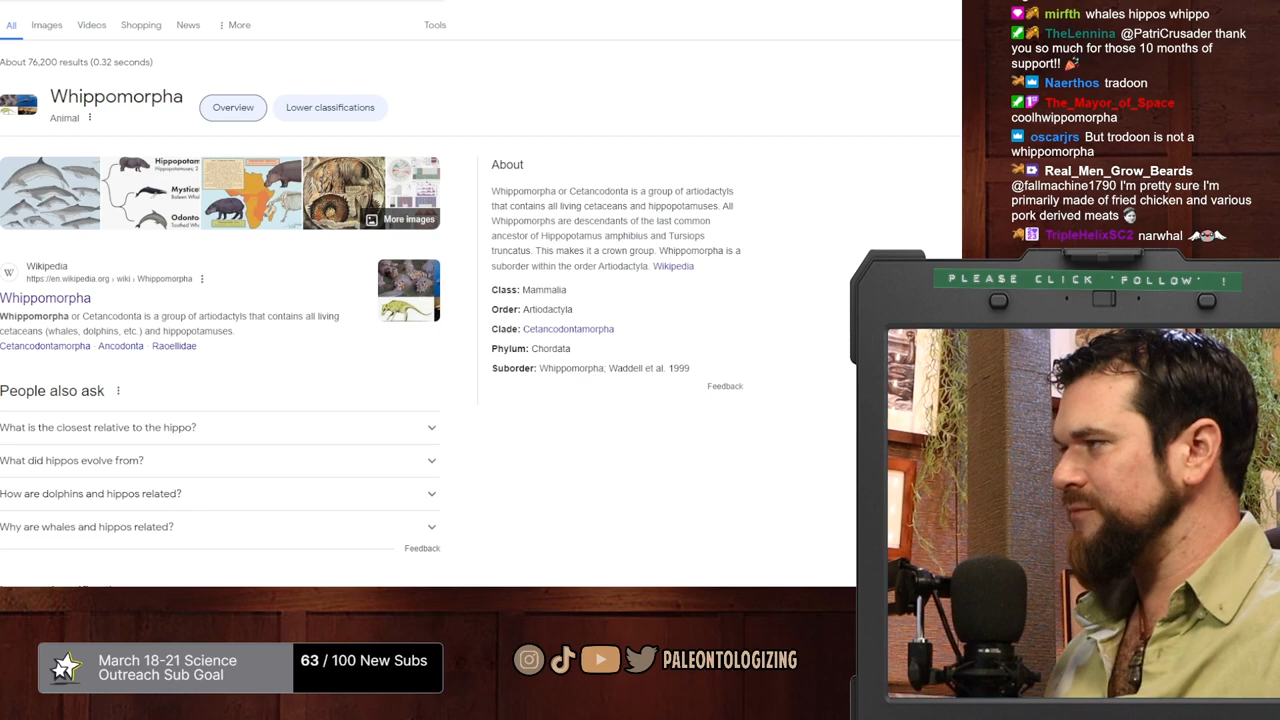 All
Images
Videos
Shopping
News
More
Tools
About 76,200 results (0.32 seconds)
Whippomorpha
Animal
Overview
Lower classifications
Hippopotam
Hippopotamuses; 2
Mystice
Baleen What
Odonto
Toothed Wh
More images
Wikipedia
https://en.wikipedia.org › wiki › Whippomorpha
Whippomorpha
Whippomorpha or Cetancodonta is a group of artiodactyls that contains all living
cetaceans (whales, dolphins, etc.) and hippopotamuses.
Cetancodontamorpha · Ancodonta · Raoellidae
People also ask
What is the closest relative to the hippo?
What did hippos evolve from?
How are dolphins and hippos related?
Why are whales and hippos related?
Feedback
About
Whippomorpha or Cetancodonta is a group of artiodactyls
that contains all living cetaceans and hippopotamuses. All
Whippomorphs are descendants of the last common
ancestor of Hippopotamus amphibius and Tursiops
truncatus. This makes it a crown group. Whippomorpha is a
suborder within the order Artiodactyla. Wikipedia
Class: Mammalia
Order: Artiodactyla
Clade: Cetancodontamorpha
Phylum: Chordata
Suborder: Whippomorpha; Waddell et al. 1999
Feedback
mirfth whales hippos whippo
TheLennina @PatriCrusader thank
you so much for those 10 months of
support!!
Naerthos tradoon
The_Mayor_of_Space
coolhwippomorpha
oscarjrs But trodoon is not a
whippomorpha
Real_Men_Grow_Beards
@fallmachine1790 I'm pretty sure I'm
primarily made of fried chicken and various
pork derived meats
TripleHelixSC2 narwhal
PLEASE CLICK 'FOLLOW' !
March 18-21 Science
Outreach Sub Goal
63 / 100 New Subs
PALEONTOLOGIZING